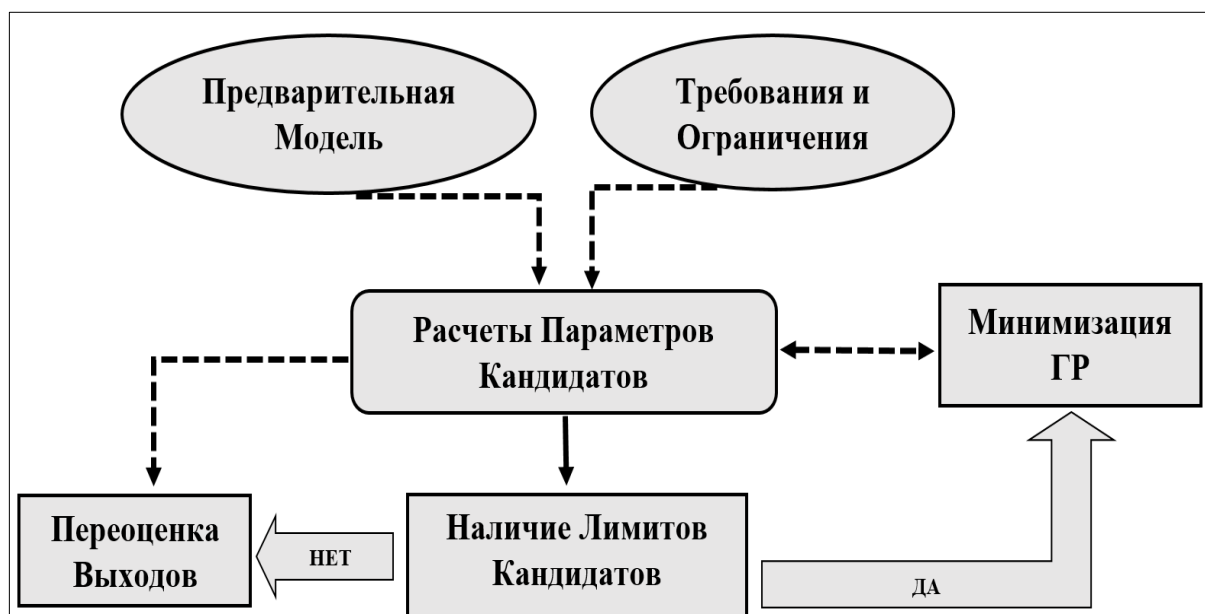 Предварительная
Модель
Требования и
Ограничения
Расчеты Параметров
Кандидатов
Минимизация
ГР
Переоценка
Выходов
НЕТ
Наличие Лимитов
Кандидатов
ДА